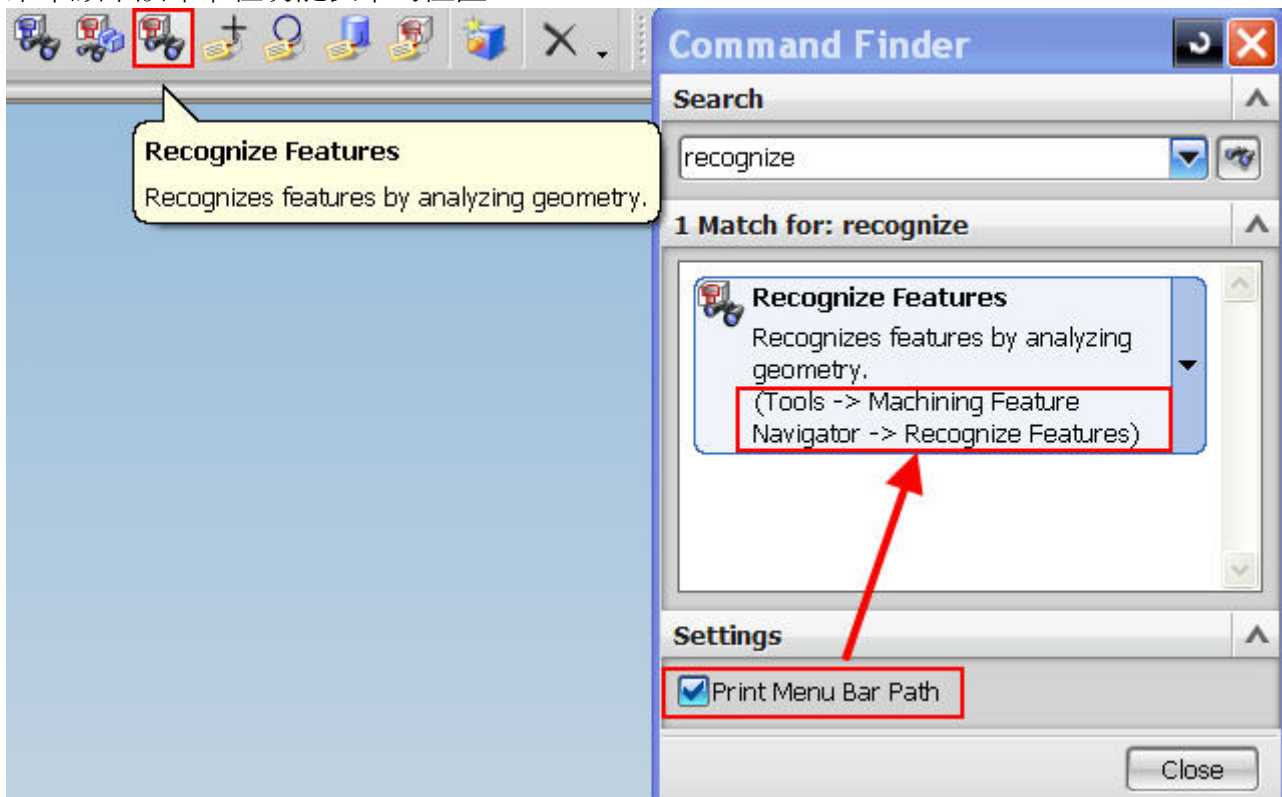 Command Finder
Search
Recognize Features
Recognizes features by analyzing geometry.
recognize
1 Match for: recognize
Recognize Features
Recognizes features by analyzing
geometry.
(Tools -> Machining Feature
Navigator -> Recognize Features)
Settings
Print Menu Bar Path
Close